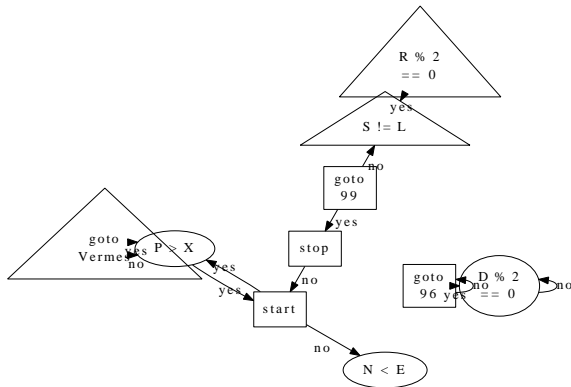 R % 2
== 0
yes
S != L
no
goto
99
yes
stop
no
goto
Vermes
yes
no
P > X
yes
yes
start
no
N < E
goto
96
yes
no
D % 2
== 0
no